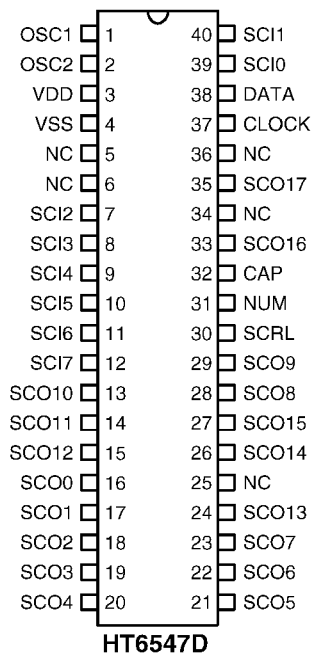 OSC1 1 40 SCI1
OSC2 2 39 SCI0
VDD 3 38 DATA
VSS 4 37 CLOCK
NC 5 36 NC
NC 6 35 SCO17
SCI2 7 34 NC
SCI3 8 33 SCO16
SCI4 9 32 CAP
SCI5 10 31 NUM
SCI6 11 30 SCRL
SCI7 12 29 SCO9
SCO10 13 28 SCO8
SCO11 14 27 SCO15
SCO12 15 26 SCO14
SCO0 16 25 NC
SCO1 17 24 SCO13
SCO2 18 23 SCO7
SCO3 19 22 SCO6
SCO4 20 21 SCO5
HT6547D